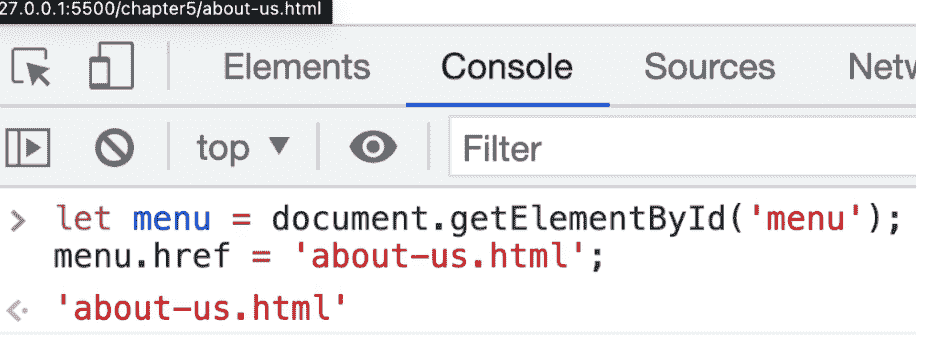 27.0.0.1:5500/chapter5/about-us.html
Elements Console Sources Netw
top ▼ Filter
> let menu = document.getElementById('menu');
menu.href = 'about-us.html';
<· 'about-us.html'